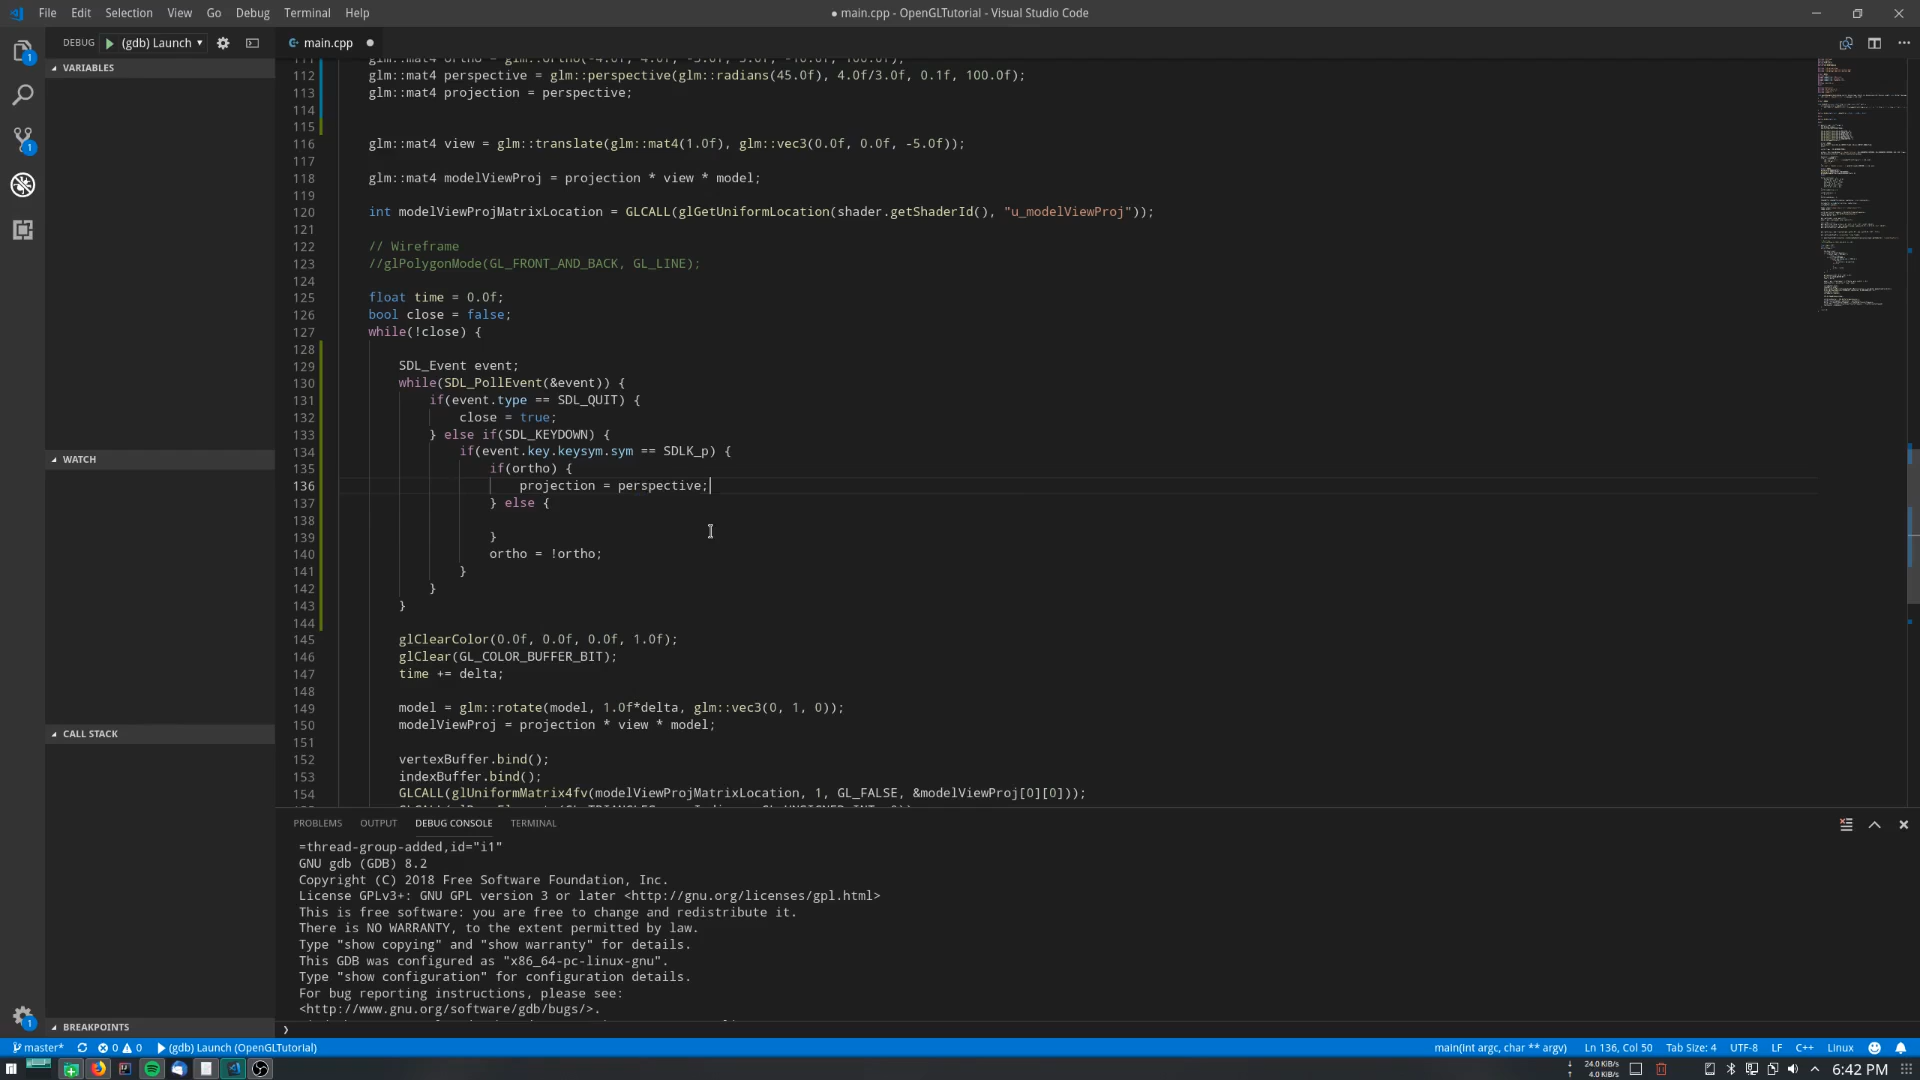 File Edit Selection View Go Debug Terminal Help
● main.cpp - OpenGLTutorial - Visual Studio Code
DEBUG (gdb) Launch
main.cpp
VARIABLES
WATCH
CALL STACK
BREAKPOINTS
112 glm::mat4 perspective = glm::perspective(glm::radians(45.0f), 4.0f/3.0f, 0.1f, 100.0f);
113 glm::mat4 projection = perspective;
114
115
116 glm::mat4 view = glm::translate(glm::mat4(1.0f), glm::vec3(0.0f, 0.0f, -5.0f));
117
118 glm::mat4 modelViewProj = projection * view * model;
119
120 int modelViewProjMatrixLocation = GLCALL(glGetUniformLocation(shader.getShaderId(), "u_modelViewProj"));
121
122 // Wireframe
123 //glPolygonMode(GL_FRONT_AND_BACK, GL_LINE);
124
125 float time = 0.0f;
126 bool close = false;
127 while(!close) {
128
129 SDL_Event event;
130 while(SDL_PollEvent(&event)) {
131 if(event.type == SDL_QUIT) {
132 close = true;
133 } else if(SDL_KEYDOWN) {
134 if(event.key.keysym.sym == SDLK_p) {
135 if(ortho) {
136 projection = perspective;
137 } else {
138
139 }
140 ortho = !ortho;
141 }
142 }
143 }
144
145 glClearColor(0.0f, 0.0f, 0.0f, 1.0f);
146 glClear(GL_COLOR_BUFFER_BIT);
147 time += delta;
148
149 model = glm::rotate(model, 1.0f*delta, glm::vec3(0, 1, 0));
150 modelViewProj = projection * view * model;
151
152 vertexBuffer.bind();
153 indexBuffer.bind();
154 GLCALL(glUniformMatrix4fv(modelViewProjMatrixLocation, 1, GL_FALSE, &modelViewProj[0][0]));
PROBLEMS OUTPUT DEBUG CONSOLE TERMINAL
=thread-group-added,id="i1"
GNU gdb (GDB) 8.2
Copyright (C) 2018 Free Software Foundation, Inc.
License GPLv3+: GNU GPL version 3 or later <http://gnu.org/licenses/gpl.html>
This is free software: you are free to change and redistribute it.
There is NO WARRANTY, to the extent permitted by law.
Type "show copying" and "show warranty" for details.
This GDB was configured as "x86_64-pc-linux-gnu".
Type "show configuration" for configuration details.
For bug reporting instructions, please see:
<http://www.gnu.org/software/gdb/bugs/>.
master* 0 0 (gdb) Launch (OpenGLTutorial) main(int argc, char ** argv) Ln 136, Col 50 Tab Size: 4 UTF-8 LF C++ Linux
24.0 KiB/s
4.0 KiB/s
6:42 PM